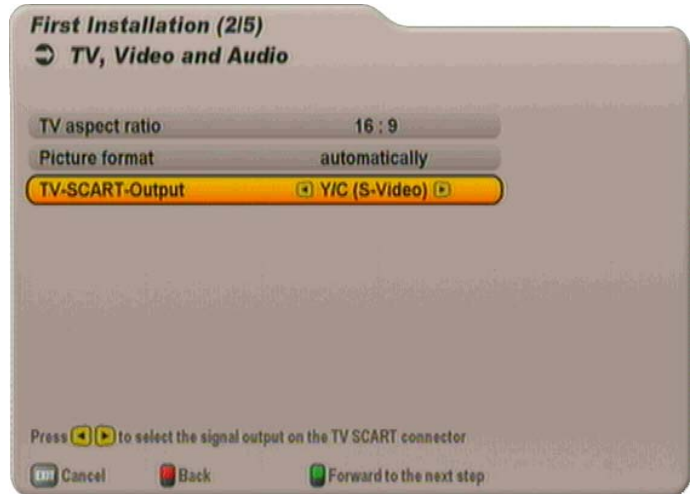 First Installation (2/5)
TV, Video and Audio
TV aspect ratio 16 : 9
Picture format automatically
TV-SCART-Output Y/C (S-Video)
Press to select the signal output on the TV SCART connector
EXIT Cancel Back Forward to the next step